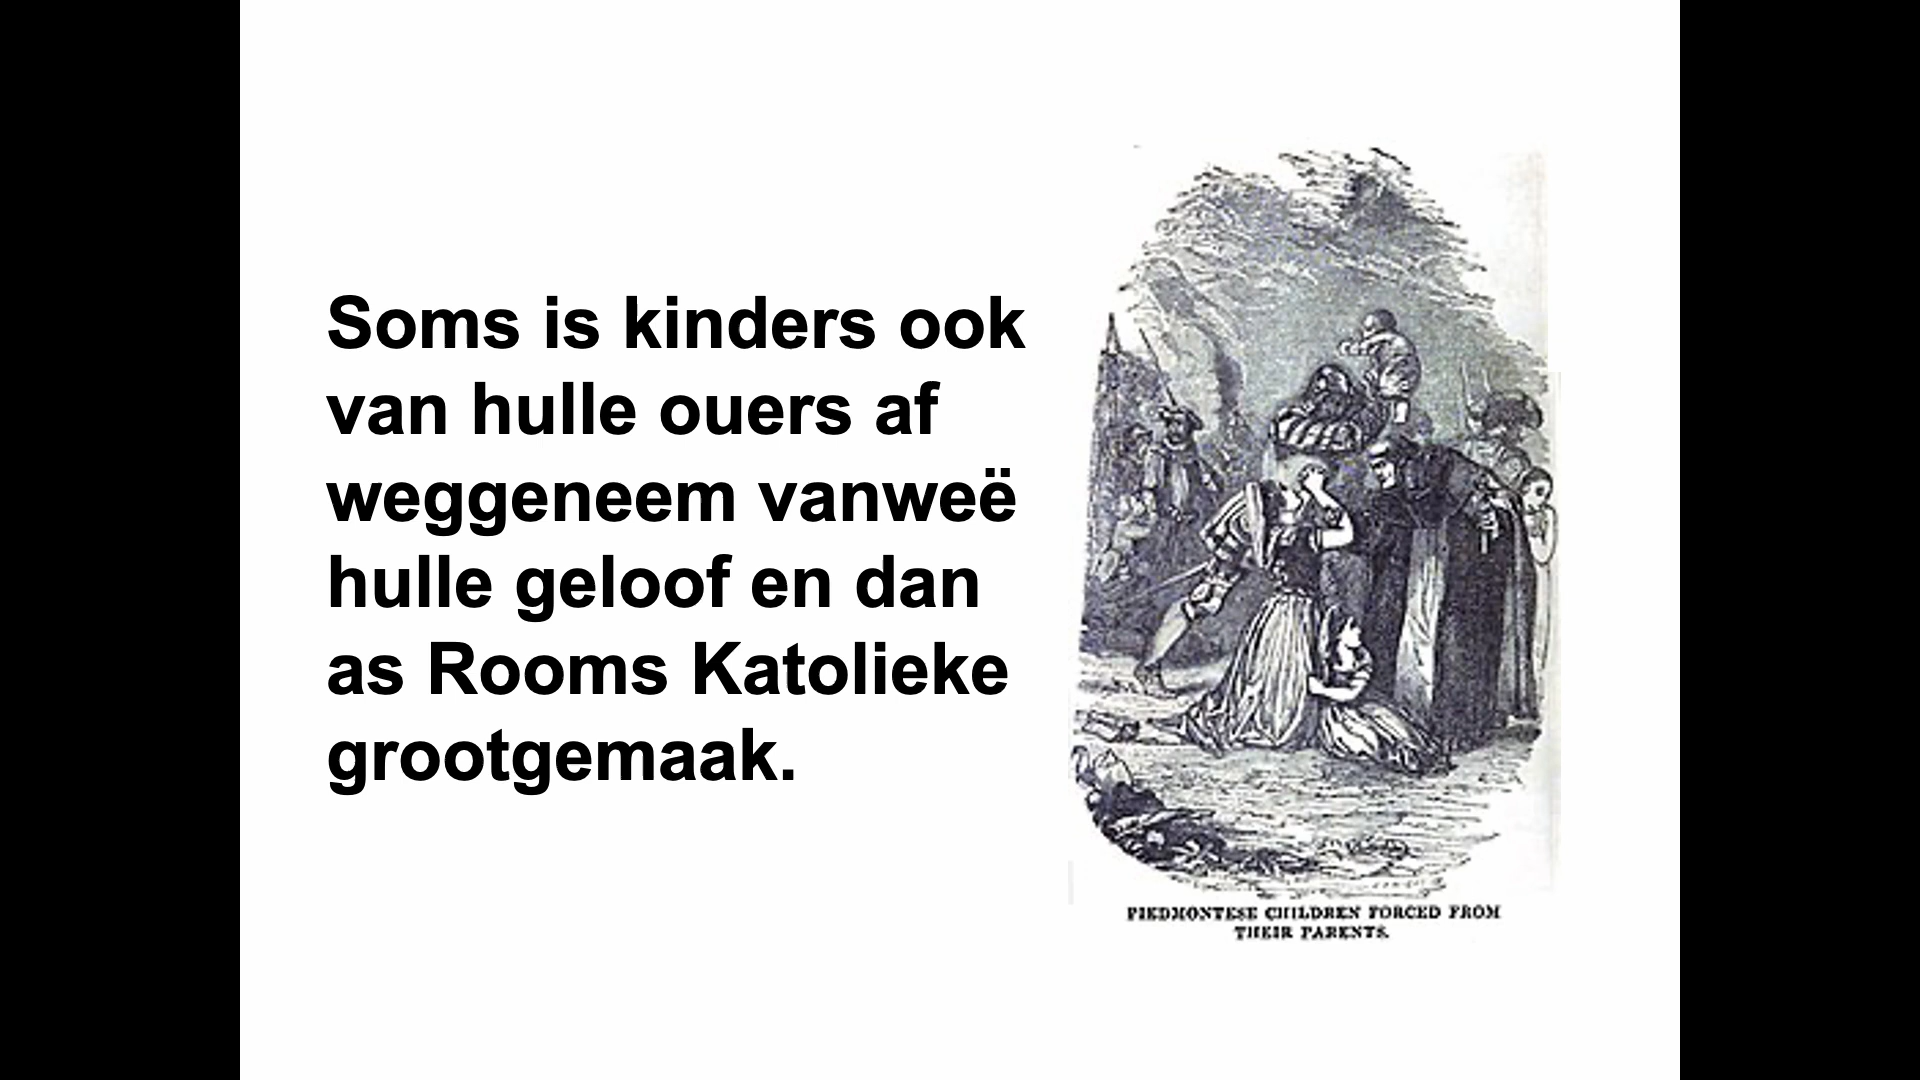 Soms is kinders ook
van hulle ouers af
weggeneem vanweë
hulle geloof en dan
as Rooms Katolieke
grootgemaak.
PIEDMONTESE CHILDREN FORCED FROM
THEIR PARENTS.